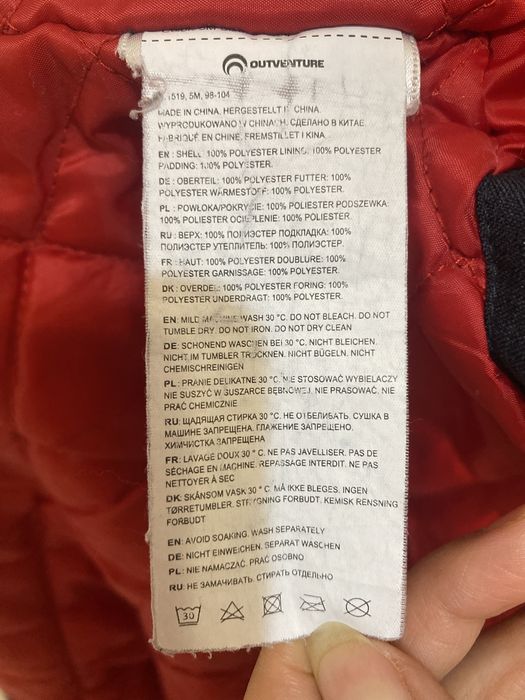 OUTVENTURE
1519, 5M, 98-104
MADE IN CHINA, HERGESTELLT IN CHINA,
WYPRODUKOWANO W CHINACH, СДЕЛАНО В КИТАЕ,
FABRIQUÉ EN CHINE, FREMSTILLET I KINA
EN : SHELL: 100% POLYESTER LINING: 100% POLYESTER
PADDING: 100% POLYESTER.
DE : OBERTEIL: 100% POLYESTER FUTTER: 100%
POLYESTER WÄRMESTOFF: 100% POLYESTER.
PL : POWŁOKA/POKRYCIE: 100% POLIESTER PODSZEWKA:
100% POLIESTER OCIEPLENIE: 100% POLIESTER.
RU : ВЕРХ: 100% ПОЛИЭСТЕР ПОДКЛАДКА: 100%
ПОЛИЭСТЕР УТЕПЛИТЕЛЬ: 100% ПОЛИЭСТЕР.
FR : HAUT: 100% POLYESTER DOUBLURE: 100%
POLYESTER GARNISSAGE: 100% POLYESTER.
DK : OVERDEL: 100% POLYESTER FORING: 100%
POLYESTER UNDERDRAGT: 100% POLYESTER.
EN: MILD MACHINE WASH 30 °C. DO NOT BLEACH. DO NOT
TUMBLE DRY. DO NOT IRON. DO NOT DRY CLEAN
DE: SCHONEND WASCHEN BEI 30 °C. NICHT BLEICHEN.
NICHT IM TUMBLER TROCKNEN. NICHT BÜGELN. NICHT
CHEMISCHREINIGEN
PL : PRANIE DELIKATNE 30 °C. NIE STOSOWAĆ WYBIELACZY
NIE SUSZYĆ W SUSZARCE BĘBNOWEJ. NIE PRASOWAĆ. NIE
PRAĆ CHEMICZNIE
RU: ЩАДЯЩАЯ СТИРКА 30 °C. НЕ ОТБЕЛИВАТЬ. СУШКА В
МАШИНЕ ЗАПРЕЩЕНА. ГЛАЖЕНИЕ ЗАПРЕЩЕНО.
ХИМЧИСТКА ЗАПРЕЩЕНА
FR: LAVAGE DOUX 30 °C. NE PAS JAVELLISER. PAS DE
SÉCHAGE EN MACHINE. REPASSAGE INTERDIT. NE PAS
NETTOYER À SEC
DK: SKÅNSOM VASK 30 °C. MÅ IKKE BLEGES. INGEN
TØRRETUMBLER. STRYGNING FORBUDT. KEMISK RENSNING
FORBUDT
EN: AVOID SOAKING. WASH SEPARATELY
DE: NICHT EINWEICHEN. SEPARAT WASCHEN
PL: NIE NAMACZAĆ. PRAĆ OSOBNO
RU: НЕ ЗАМАЧИВАТЬ. СТИРАТЬ ОТДЕЛЬНО
30